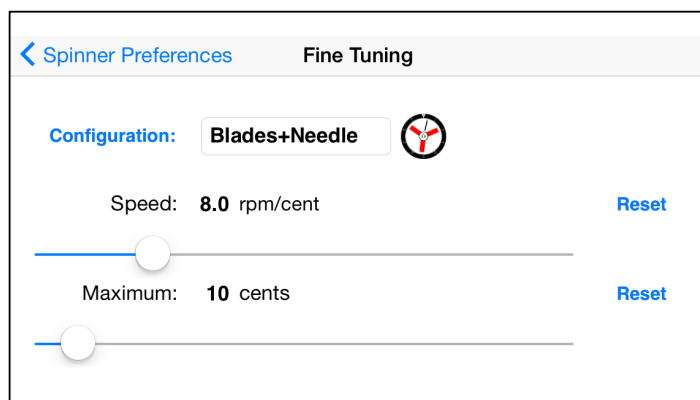 Spinner Preferences Fine Tuning
Configuration: Blades+Needle
Speed: 8.0 rpm/cent Reset
Maximum: 10 cents Reset